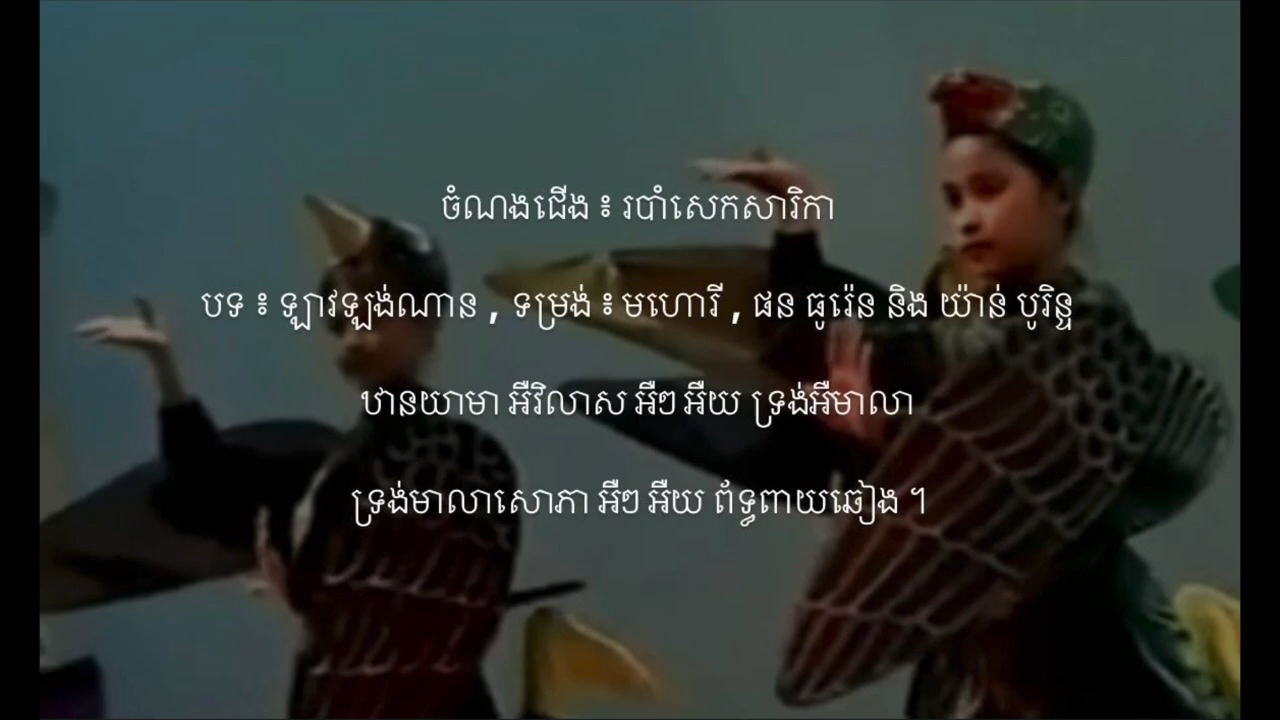 ចំណងជើង ៖ របាំសេកសារិកា
បទ ៖ ឡាវឡង់ណាន , ទម្រង់ ៖ មហោរី , ផន ធូរ៉េន និង យ៉ាន់ បូរិន្ទ
ឋានយាមា អឺវិលាស អឺៗ អឺយ ទ្រង់អឺមាលា
ទ្រង់មាលាសោភា អឺៗ អឺយ ព័ទ្ធពាយឆៀង ។